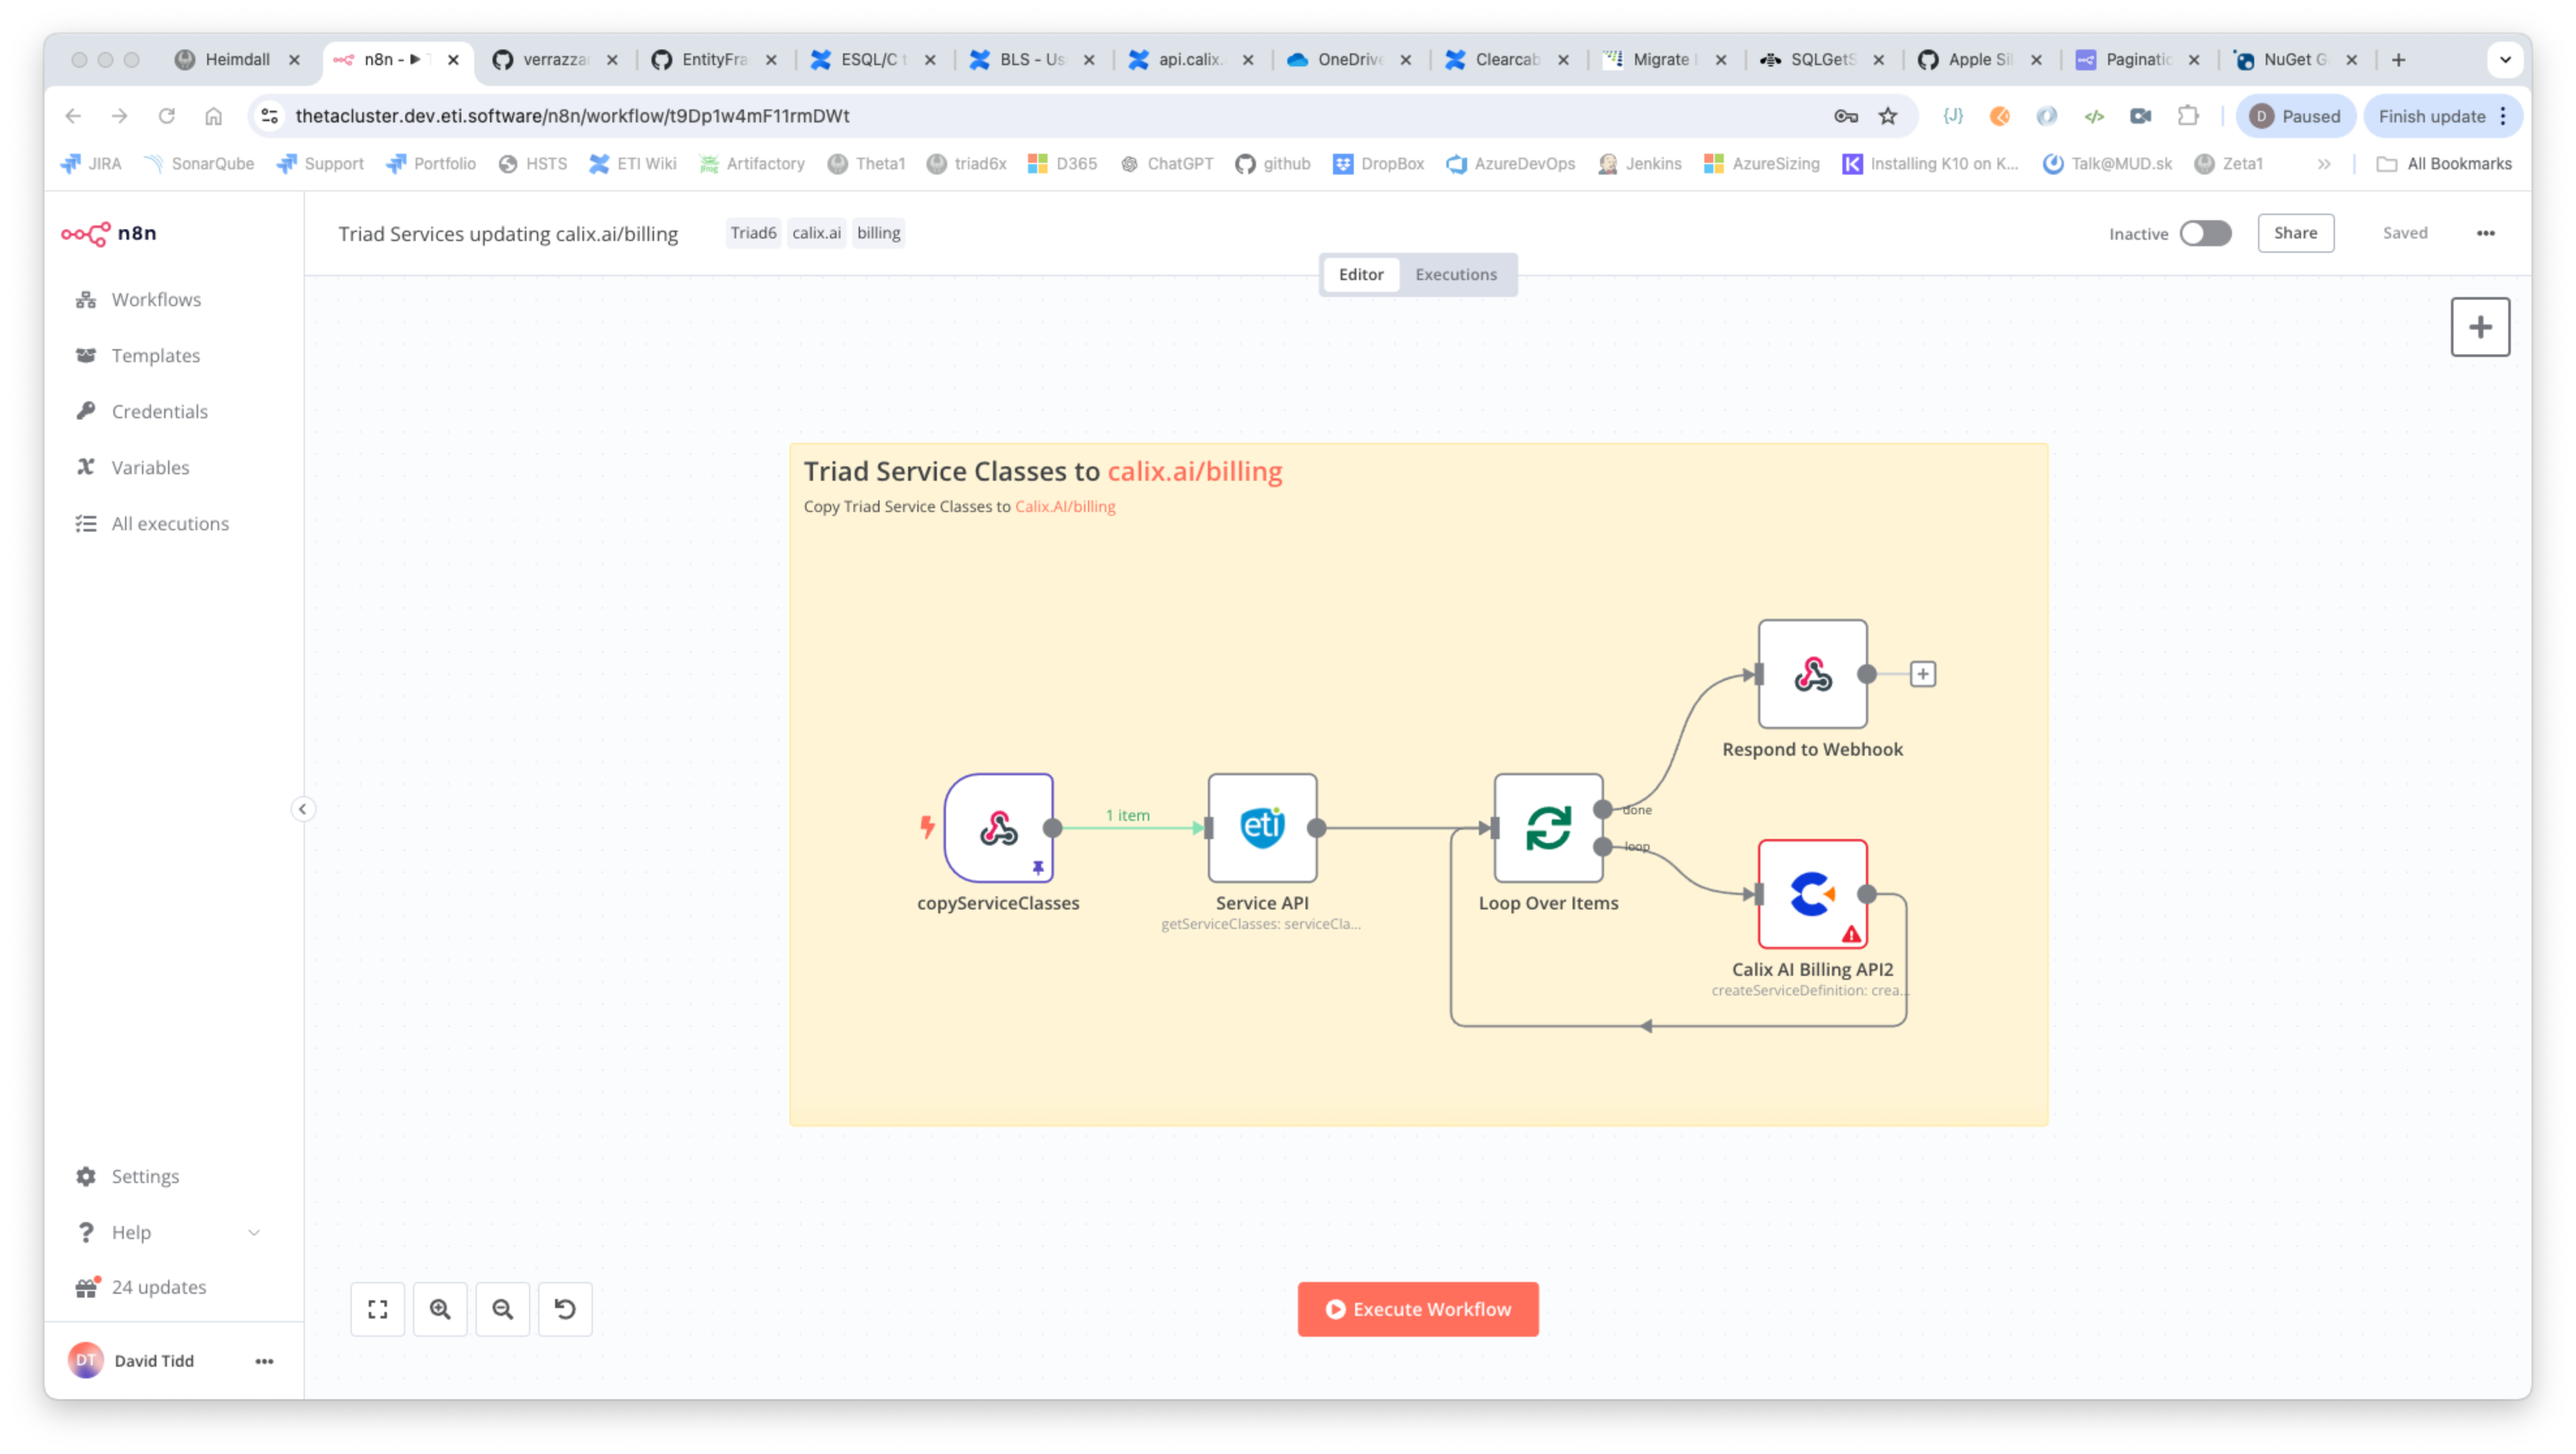 Heimdall
n8n -
verrazza
EntityFra
ESQL/C t
BLS - Us
api.calix.
OneDrive
Clearcab
Migrate
SQLGetS
Apple Sil
Paginatic
NuGet G
thetacluster.dev.eti.software/n8n/workflow/t9Dp1w4mF11rmDWt
{J}
</>
D Paused
Finish update
JIRA
SonarQube
Support
Portfolio
HSTS
ETI Wiki
Artifactory
Theta1
triad6x
D365
ChatGPT
github
DropBox
AzureDevOps
Jenkins
AzureSizing
Installing K10 on K...
Talk@MUD.sk
Zeta1
All Bookmarks
n8n
Triad Services updating calix.ai/billing
Triad6
calix.ai
billing
Inactive
Share
Saved
Editor
Executions
Workflows
Templates
Credentials
Variables
All executions
Triad Service Classes to calix.ai/billing
Copy Triad Service Classes to Calix.AI/billing
Respond to Webhook
1 item
eti
done
loop
copyServiceClasses
Service API
getServiceClasses: serviceCla...
Loop Over Items
Calix AI Billing API2
createServiceDefinition: crea...
Settings
Help
24 updates
Execute Workflow
DT David Tidd